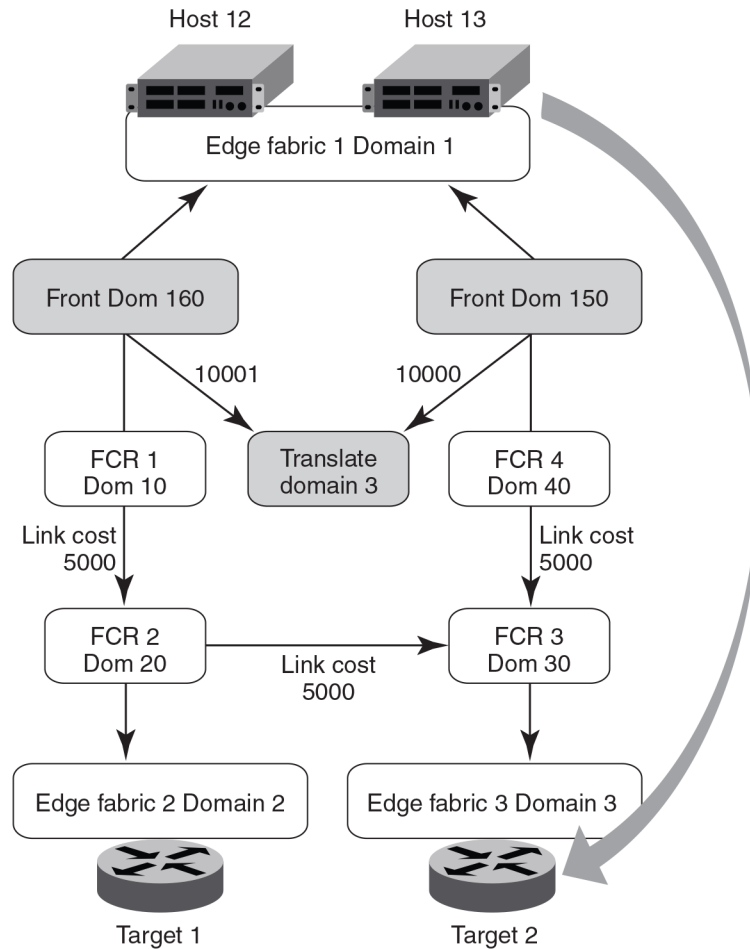 Host 12
Host 13
Edge fabric 1 Domain 1
Front Dom 160
Front Dom 150
10001
10000
FCR 1
Dom 10
Translate
domain 3
FCR 4
Dom 40
Link cost
5000
Link cost
5000
FCR 2
Dom 20
Link cost
5000
FCR 3
Dom 30
Edge fabric 2 Domain 2
Edge fabric 3 Domain 3
Target 1
Target 2